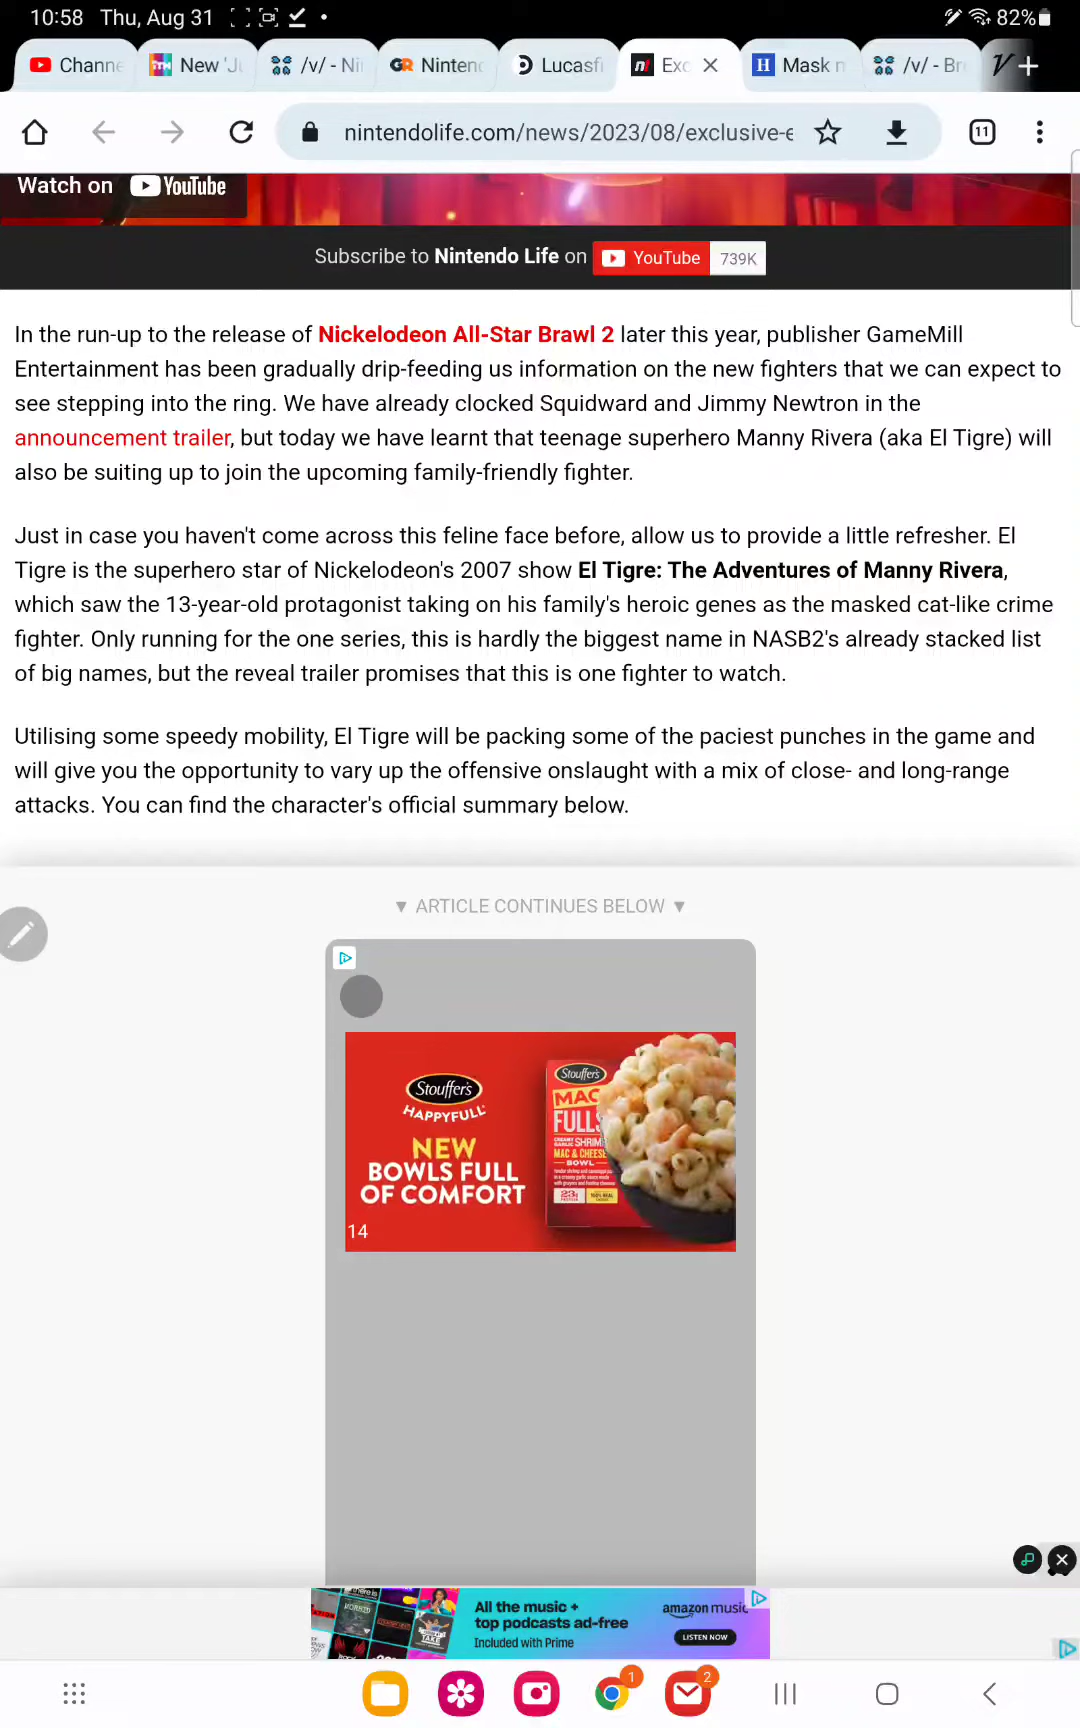 10:58 Thu, Aug 31
82%
Channe
New 'Ju
/v/ - Nin
Nintend
Lucasfi
Exc
Mask m
/v/ - Bre
nintendolife.com/news/2023/08/exclusive-e
11
Watch on YouTube
Subscribe to Nintendo Life on YouTube 739K
In the run-up to the release of Nickelodeon All-Star Brawl 2 later this year, publisher GameMill
Entertainment has been gradually drip-feeding us information on the new fighters that we can expect to
see stepping into the ring. We have already clocked Squidward and Jimmy Newtron in the
announcement trailer, but today we have learnt that teenage superhero Manny Rivera (aka El Tigre) will
also be suiting up to join the upcoming family-friendly fighter.
Just in case you haven't come across this feline face before, allow us to provide a little refresher. El
Tigre is the superhero star of Nickelodeon's 2007 show El Tigre: The Adventures of Manny Rivera,
which saw the 13-year-old protagonist taking on his family's heroic genes as the masked cat-like crime
fighter. Only running for the one series, this is hardly the biggest name in NASB2's already stacked list
of big names, but the reveal trailer promises that this is one fighter to watch.
Utilising some speedy mobility, El Tigre will be packing some of the paciest punches in the game and
will give you the opportunity to vary up the offensive onslaught with a mix of close- and long-range
attacks. You can find the character's official summary below.
▼ ARTICLE CONTINUES BELOW ▼
Stouffer's
HAPPYFULL
NEW
BOWLS FULL
OF COMFORT
14
Stouffer's
MAC
FULLS
SHRIM
MAC & CHEESE
BOWL
23g
All the music +
top podcasts ad-free
Included with Prime
amazon music
LISTEN NOW
1
2